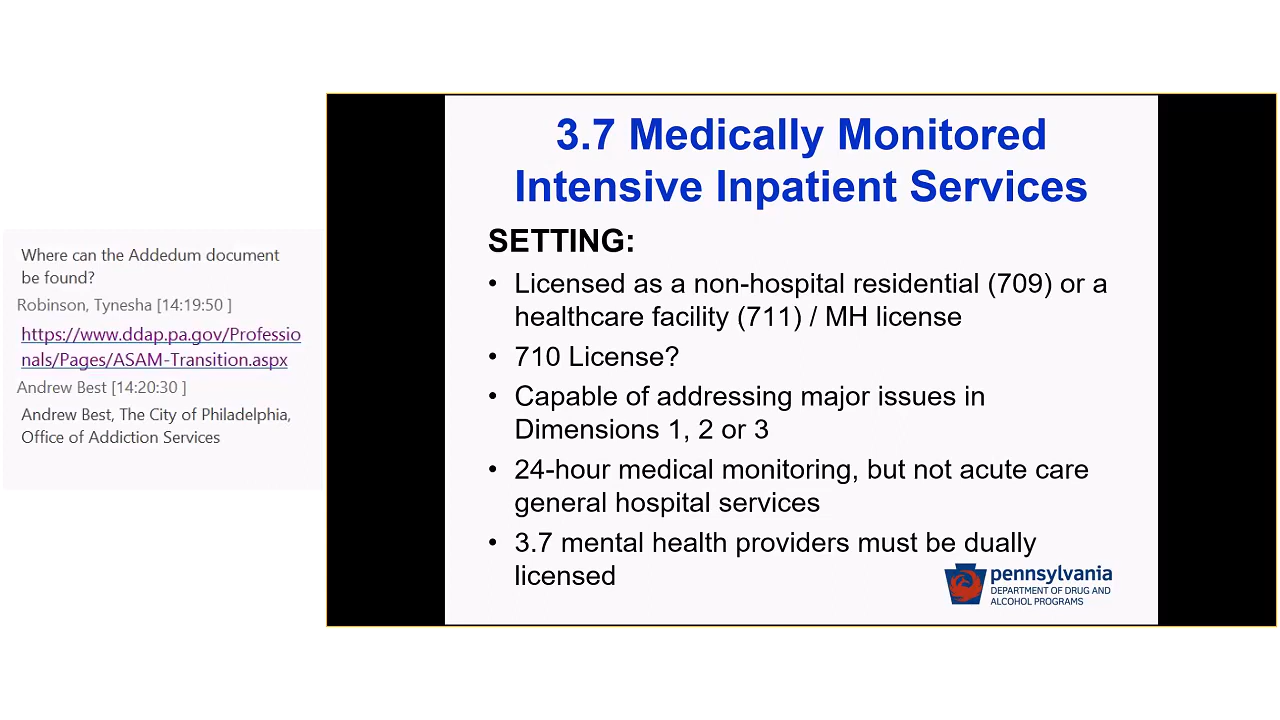 Where can the Addedum document
be found?
Robinson, Tynesha [14:19:50 ]
https://www.ddap.pa.gov/Professio
nals/Pages/ASAM-Transition.aspx
Andrew Best [14:20:30 ]
Andrew Best, The City of Philadelphia,
Office of Addiction Services
3.7 Medically Monitored
Intensive Inpatient Services
SETTING:
• Licensed as a non-hospital residential (709) or a
healthcare facility (711) / MH license
• 710 License?
• Capable of addressing major issues in
Dimensions 1, 2 or 3
• 24-hour medical monitoring, but not acute care
general hospital services
• 3.7 mental health providers must be dually
licensed
pennsylvania
DEPARTMENT OF DRUG AND
ALCOHOL PROGRAMS